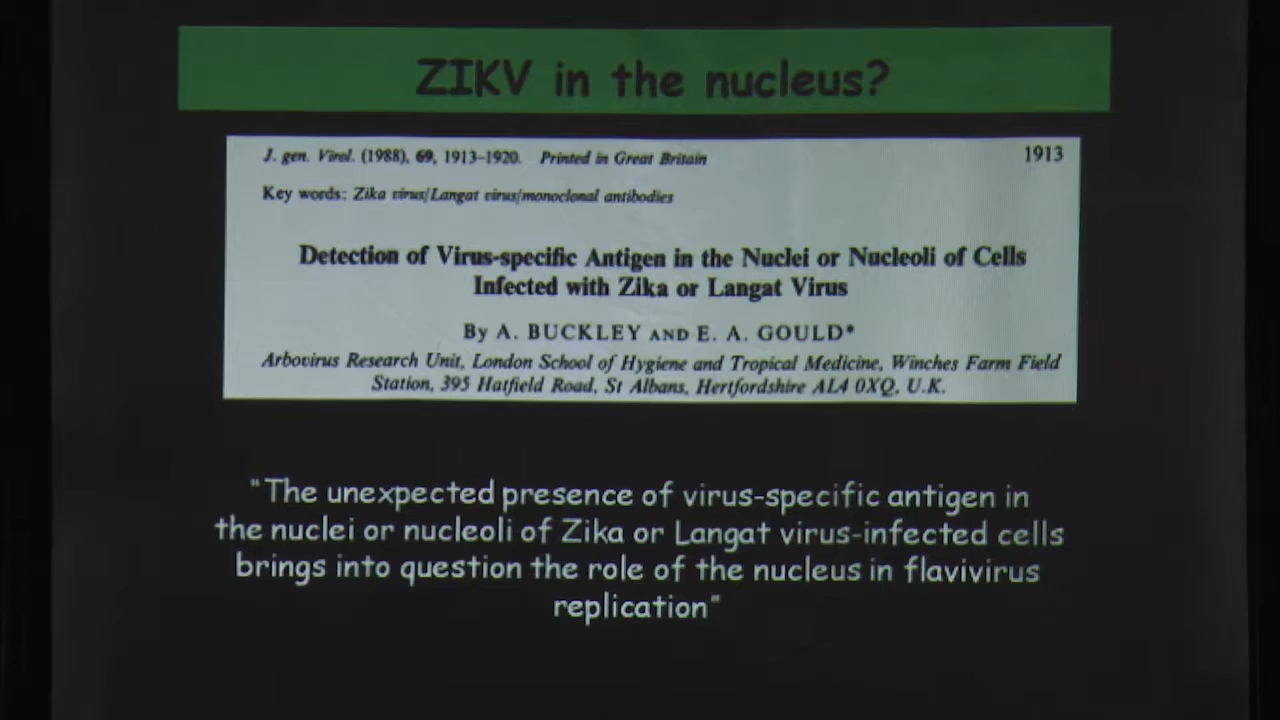 ZIKV in the nucleus?
J. gen. Virol. (1988), 69, 1913–1920. Printed in Great Britain 1913
Key words: Zika virus/Langat virus/monoclonal antibodies
Detection of Virus-specific Antigen in the Nuclei or Nucleoli of Cells
Infected with Zika or Langat Virus
By A. BUCKLEY AND E. A. GOULD*
Arbovirus Research Unit, London School of Hygiene and Tropical Medicine, Winches Farm Field
Station, 395 Hatfield Road, St Albans, Hertfordshire AL4 0XQ, U.K.
"The unexpected presence of virus-specific antigen in
the nuclei or nucleoli of Zika or Langat virus-infected cells
brings into question the role of the nucleus in flavivirus
replication"